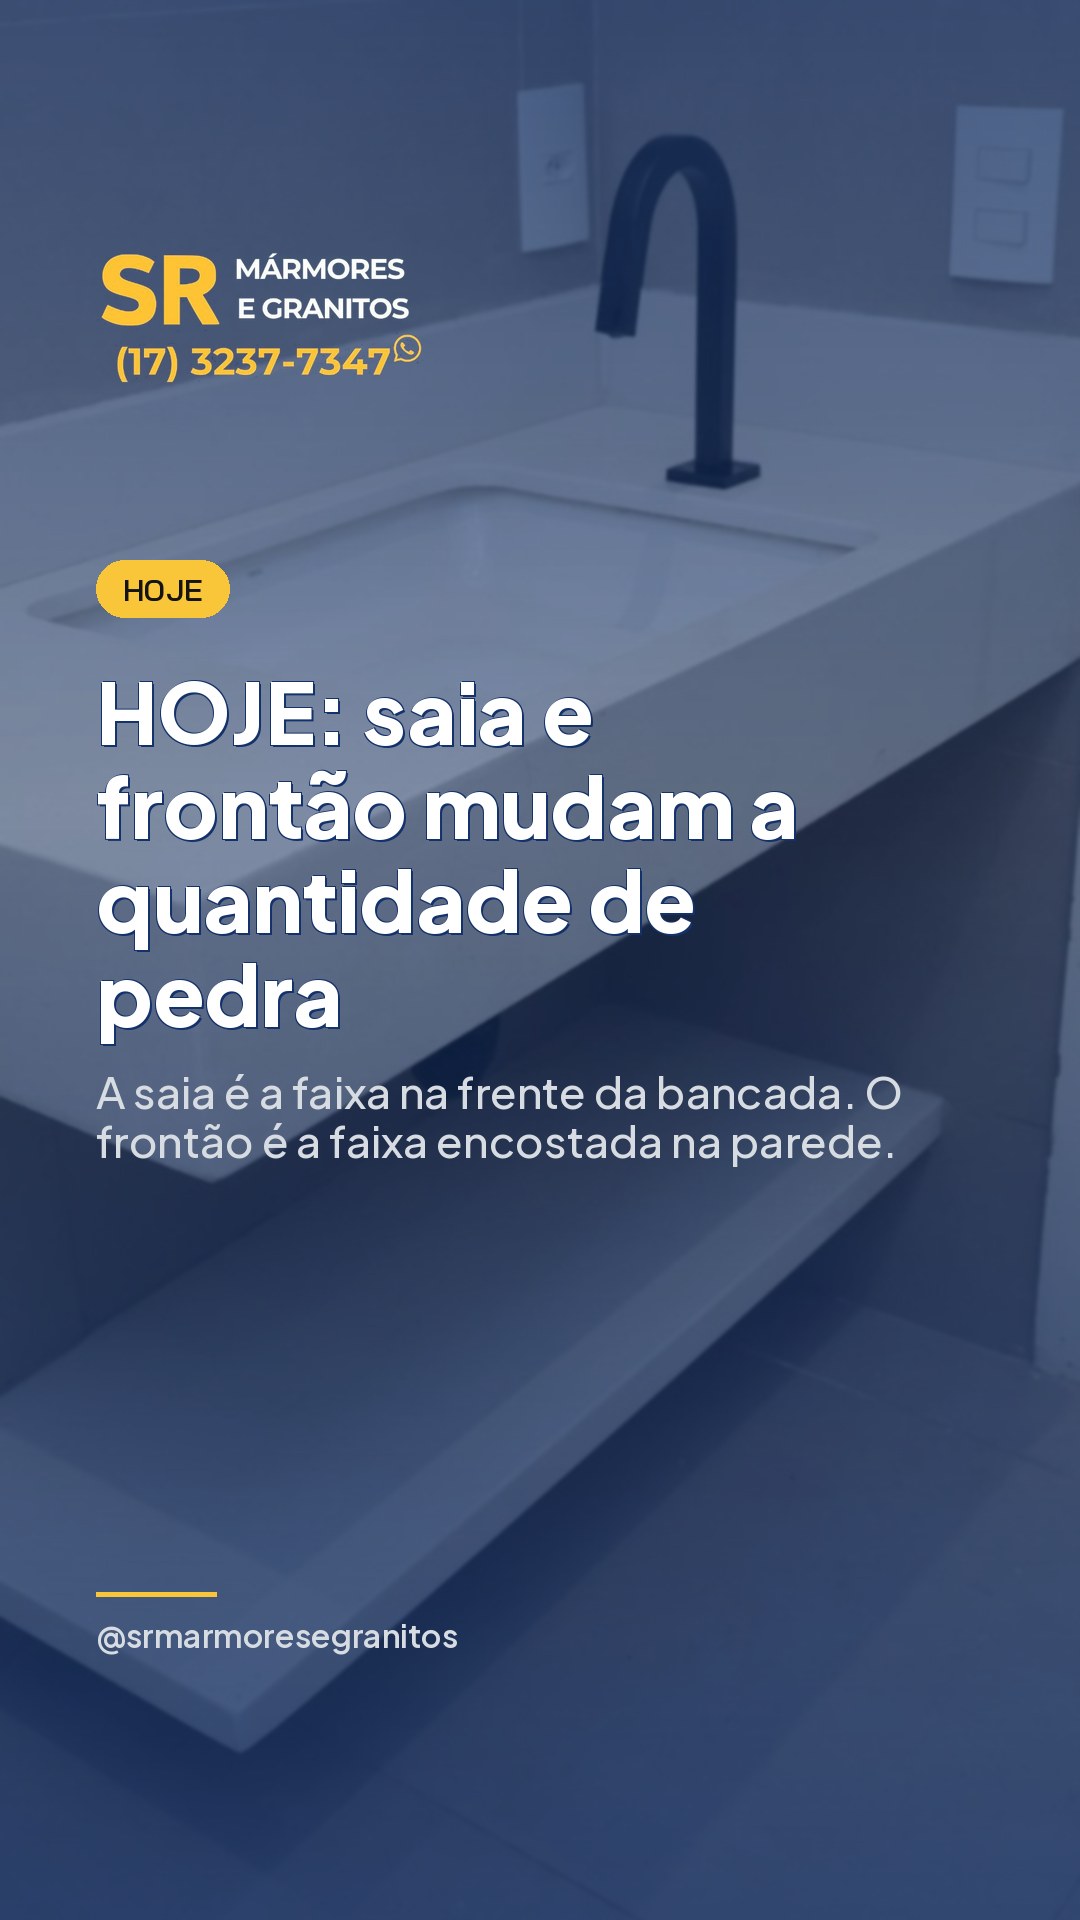 SR MÁRMORES
E GRANITOS
(17) 3237-7347
HOJE
HOJE: saia e
frontão mudam a
quantidade de
pedra
A saia é a faixa na frente da bancada. O
frontão é a faixa encostada na parede.
@srmarmoresegranitos